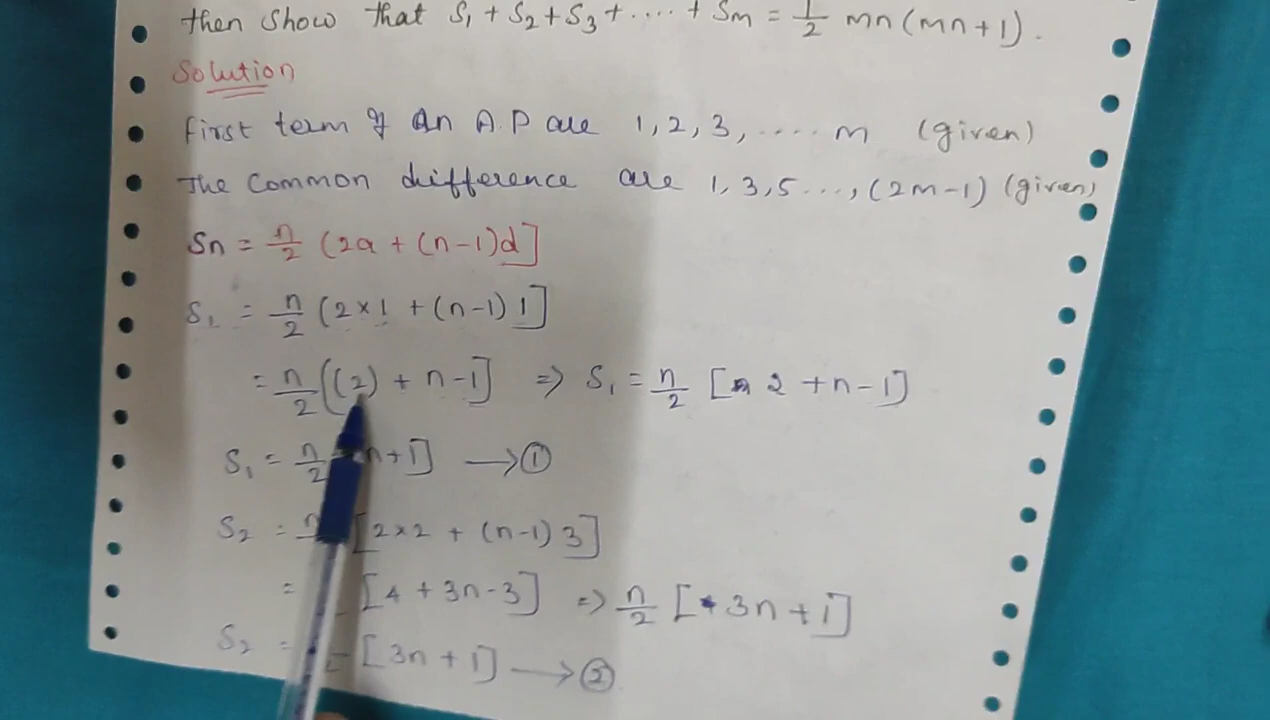 then show that S₁ + S₂ + S₃ + ..... + Sm = 1/2 mn (mn+1).
Solution
First term of an A.P are 1, 2, 3, ..... m (given)
The common difference are 1, 3, 5 ..., (2m-1) (given)
Sn = n/2 (2a + (n-1)d]
S₁ = n/2 (2×1 + (n-1) 1]
= n/2 ((2) + n-1] => S₁ = n/2 [ 2 + n-1]
S₁ = n/2 n+1] → ①
S₂ = n [2×2 + (n-1) 3]
= [4 + 3n-3] => n/2 [ 3n + 1]
S₂ = [3n + 1] → ②